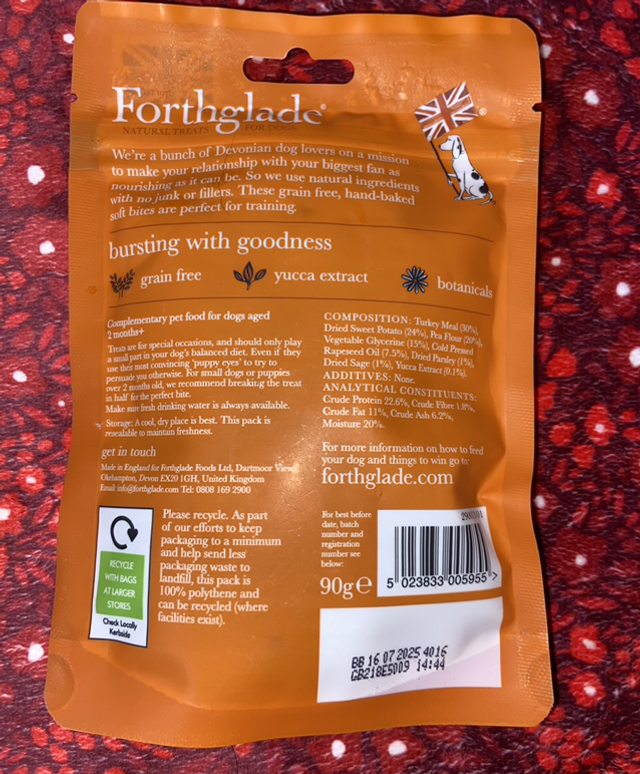 Forthglade
NATURAL TREATS FOR DOGS
We're a bunch of Devonian dog lovers on a mission
to make your relationship with your biggest fan as
nourishing as it can be. So we use natural ingredients
with no junk or fillers. These grain free, hand-baked
soft bites are perfect for training.
bursting with goodness
grain free
yucca extract
botanicals
Complementary pet food for dogs aged
2 months+
Treats are for special occasions, and should only play
a small part in your dog's balanced diet. Even if they
use their most convincing 'puppy eyes' to try to
persuade you otherwise. For small dogs or puppies
over 2 months old, we recommend breaking the treat
in half for the perfect bite.
Make sure fresh drinking water is always available.
Storage: A cool, dry place is best. This pack is
resealable to maintain freshness.
get in touch
Made in England for Forthglade Foods Ltd, Dartmoor View,
Okehampton, Devon EX20 1GH, United Kingdom
Email: info@forthglade.com Tel: 0808 169 2900
COMPOSITION: Turkey Meal (30%),
Dried Sweet Potato (24%), Pea Flour (20%),
Vegetable Glycerine (15%), Cold Pressed
Rapeseed Oil (7.5%), Dried Parsley (1%),
Dried Sage (1%), Yucca Extract (0.1%).
ADDITIVES: None.
ANALYTICAL CONSTITUENTS:
Crude Protein 22.6%, Crude Fibre 1.8%,
Crude Fat 11%, Crude Ash 6.2%,
Moisture 20%.
For more information on how to feed
your dog and things to win go to:
forthglade.com
RECYCLE
WITH BAGS
AT LARGER
STORES
Check Locally
Kerbside
Please recycle. As part
of our efforts to keep
packaging to a minimum
and help send less
packaging waste to
landfill, this pack is
100% polythene and
can be recycled (where
facilities exist).
For best before
date, batch
number and
registration
number see
below:
90g e
5 023833 005955 >
BB 16 07 2025 4016
GB218E5009 14:44